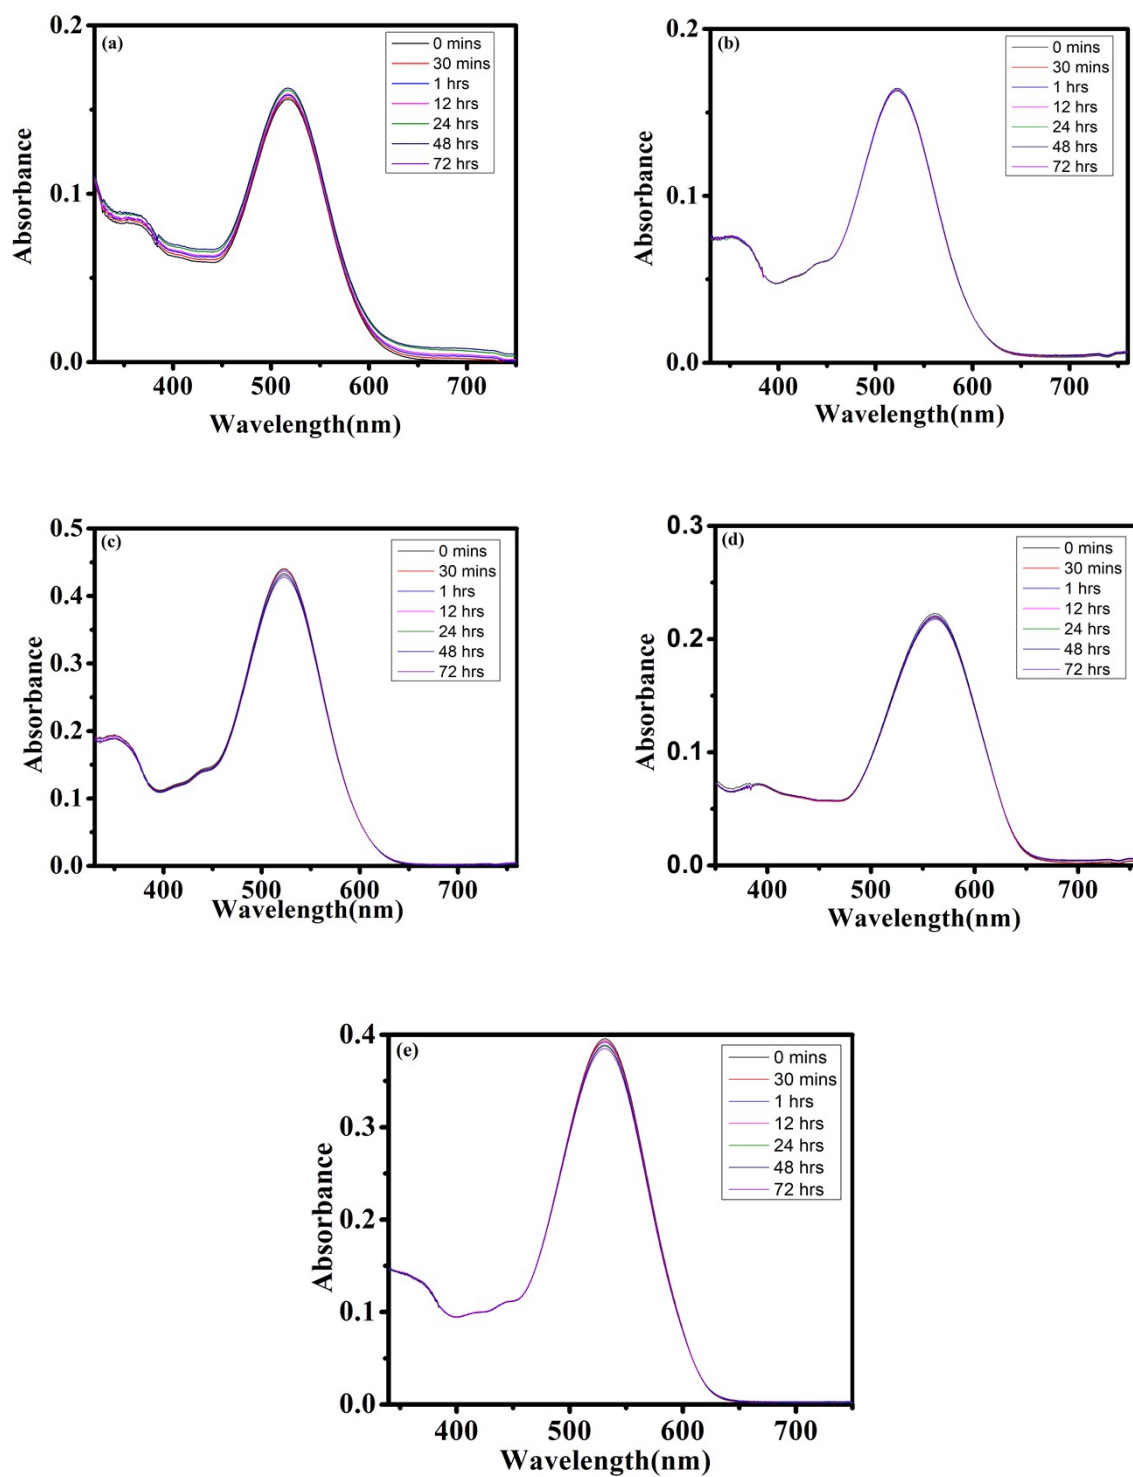 (a)
0.2
0.1
0.0
Absorbance
400 500 600 700
Wavelength(nm)
0 mins
30 mins
1 hrs
12 hrs
24 hrs
48 hrs
72 hrs
(b)
0.2
0.1
0.0
Absorbance
400 500 600 700
Wavelength(nm)
0 mins
30 mins
1 hrs
12 hrs
24 hrs
48 hrs
72 hrs
(c)
0.5
0.4
0.3
0.2
0.1
0.0
Absorbance
400 500 600 700
Wavelength(nm)
0 mins
30 mins
1 hrs
12 hrs
24 hrs
48 hrs
72 hrs
(d)
0.3
0.2
0.1
0.0
Absorbance
400 500 600 700
Wavelength(nm)
0 mins
30 mins
1 hrs
12 hrs
24 hrs
48 hrs
72 hrs
(e)
0.4
0.3
0.2
0.1
0.0
Absorbance
400 500 600 700
Wavelength(nm)
0 mins
30 mins
1 hrs
12 hrs
24 hrs
48 hrs
72 hrs